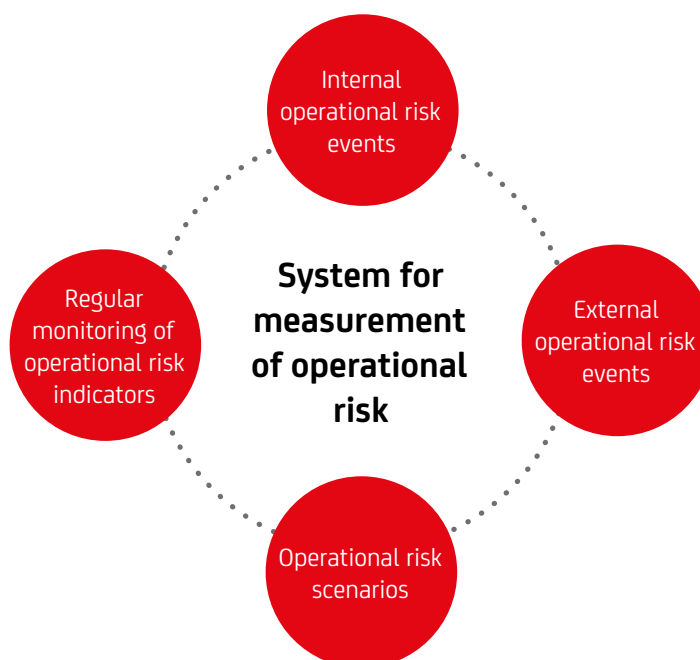 Internal
operational risk
events
System for
measurement
of operational
risk
Regular
monitoring of
operational risk
indicators
External
operational risk
events
Operational risk
scenarios